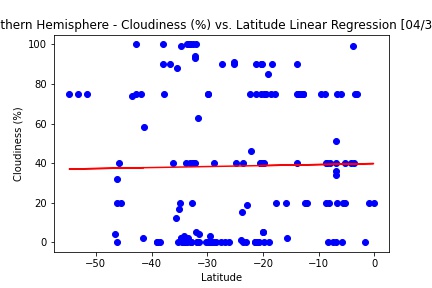 thern Hemisphere - Cloudiness (%) vs. Latitude Linear Regression [04/3
100
80
60
40
20
0
Cloudiness (%)
−50 −40 −30 −20 −10 0
Latitude